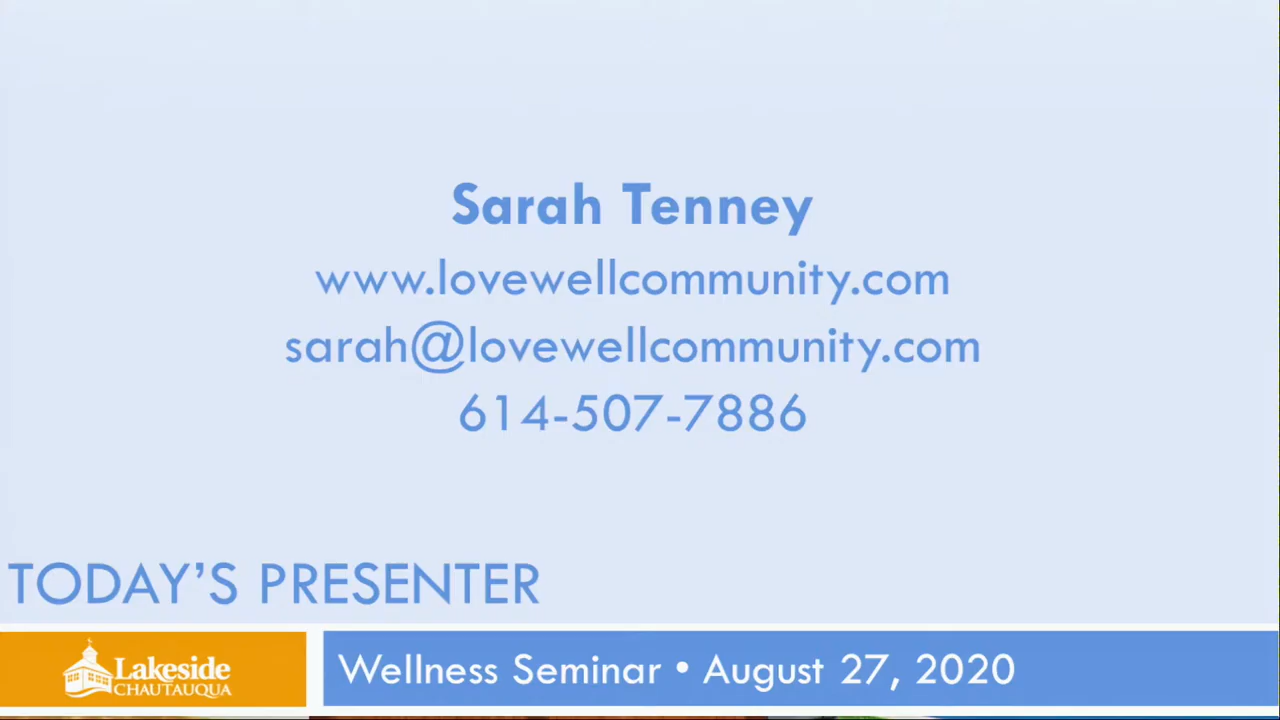 Sarah Tenney
www.lovewellcommunity.com
sarah@lovewellcommunity.com
614-507-7886
TODAY'S PRESENTER
Lakeside
CHAUTAUQUA
Wellness Seminar • August 27, 2020